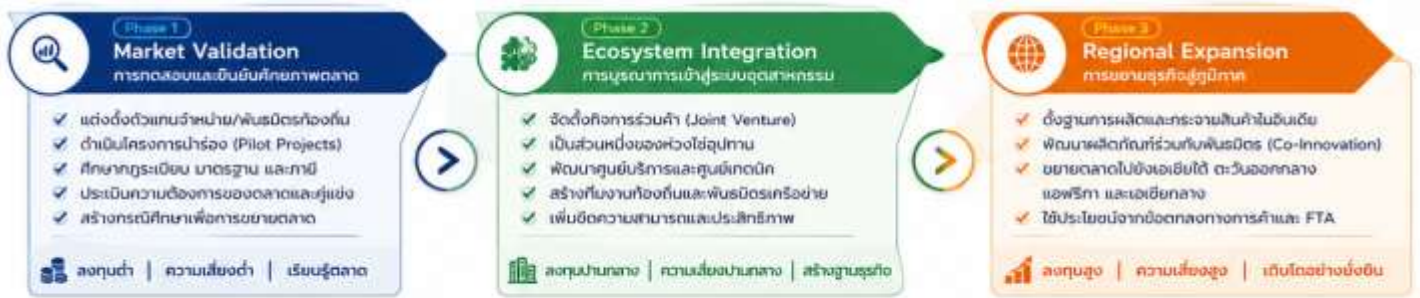 Phase 1
Market Validation
การทดสอบและยืนยันศักยภาพตลาด
แต่งตั้งตัวแทนจำหน่าย/พันธมิตรท้องถิ่น
ดำเนินโครงการนำร่อง (Pilot Projects)
ศึกษากฎระเบียบ มาตรฐาน และภาษี
ประเมินความต้องการของตลาดและคู่แข่ง
สร้างกรณีศึกษาเพื่อการขยายตลาด
ลงทุนต่ำ | ความเสี่ยงต่ำ | เรียนรู้ตลาด
Phase 2
Ecosystem Integration
การบูรณาการเข้าสู่ระบบอุตสาหกรรม
จัดตั้งกิจการร่วมค้า (Joint Venture)
เป็นส่วนหนึ่งของห่วงโซ่อุปทาน
พัฒนาศูนย์บริการและศูนย์เทคนิค
สร้างทีมงานท้องถิ่นและพันธมิตรเครือข่าย
เพิ่มขีดความสามารถและประสิทธิภาพ
ลงทุนปานกลาง | ความเสี่ยงปานกลาง | สร้างฐานธุรกิจ
Phase 3
Regional Expansion
การขยายธุรกิจสู่ภูมิภาค
ตั้งฐานการผลิตและกระจายสินค้าในอินเดีย
พัฒนาผลิตภัณฑ์ร่วมกับพันธมิตร (Co-Innovation)
ขยายตลาดไปยังเอเชียใต้ ตะวันออกกลาง
แอฟริกา และเอเชียกลาง
ใช้ประโยชน์จากข้อตกลงทางการค้าและ FTA
ลงทุนสูง | ความเสี่ยงสูง | เติบโตอย่างยั่งยืน